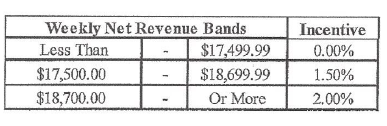 Weekly Net Revenue Bands Incentive
Less Than - $17,499.99 0.00%
$17,500.00 - $18,699.99 1.50%
$18,700.00 - Or More 2.00%